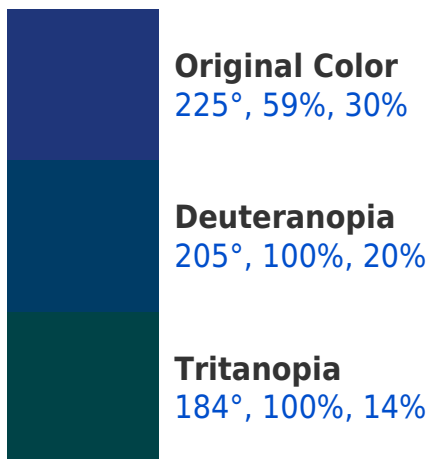 Original Color
225°, 59%, 30%
Deuteranopia
205°, 100%, 20%
Tritanopia
184°, 100%, 14%